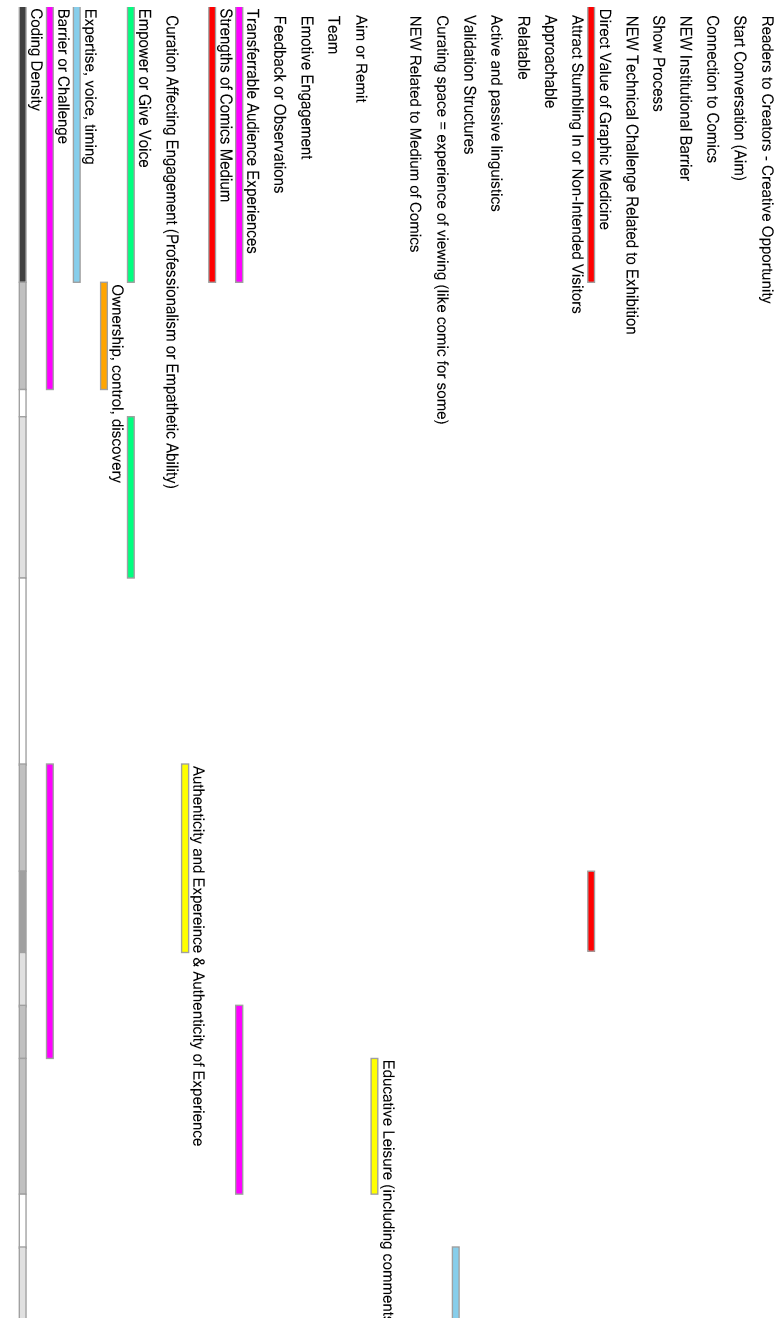 Readers to Creators - Creative Opportunity
Start Conversation (Aim)
Connection to Comics
NEW Institutional Barrier
Show Process
NEW Technical Challenge Related to Exhibition
Direct Value of Graphic Medicine
Attract Stumbling In or Non-Intended Visitors
Approachable
Relatable
Active and passive linguistics
Validation Structures
Curating space = experience of viewing (like comic for some)
NEW Related to Medium of Comics
Educative Leisure (including comments
Aim or Remit
Team
Emotive Engagement
Feedback or Observations
Transferrable Audience Experiences
Strengths of Comics Medium
Authenticity and Expereince & Authenticity of Experience
Curation Affecting Engagement (Professionalism or Empathetic Ability)
Empower or Give Voice
Ownership, control, discovery
Expertise, voice, timing
Barrier or Challenge
Coding Density